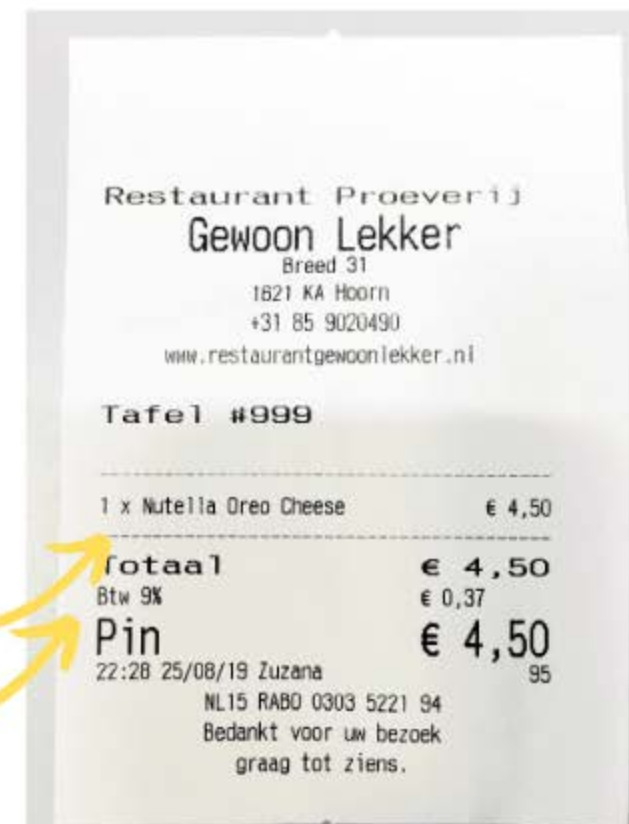 Restaurant Proeverij
Gewoon Lekker
Breed 31
1621 KA Hoorn
+31 85 9020490
www.restaurantgewoonlekker.nl
Tafel #999
1 x Nutella Oreo Cheese € 4,50
Totaal € 4,50
Btw 9% € 0,37
Pin € 4,50
22:28 25/08/19 Zuzana 95
NL15 RABO 0303 5221 94
Bedankt voor uw bezoek
graag tot ziens.